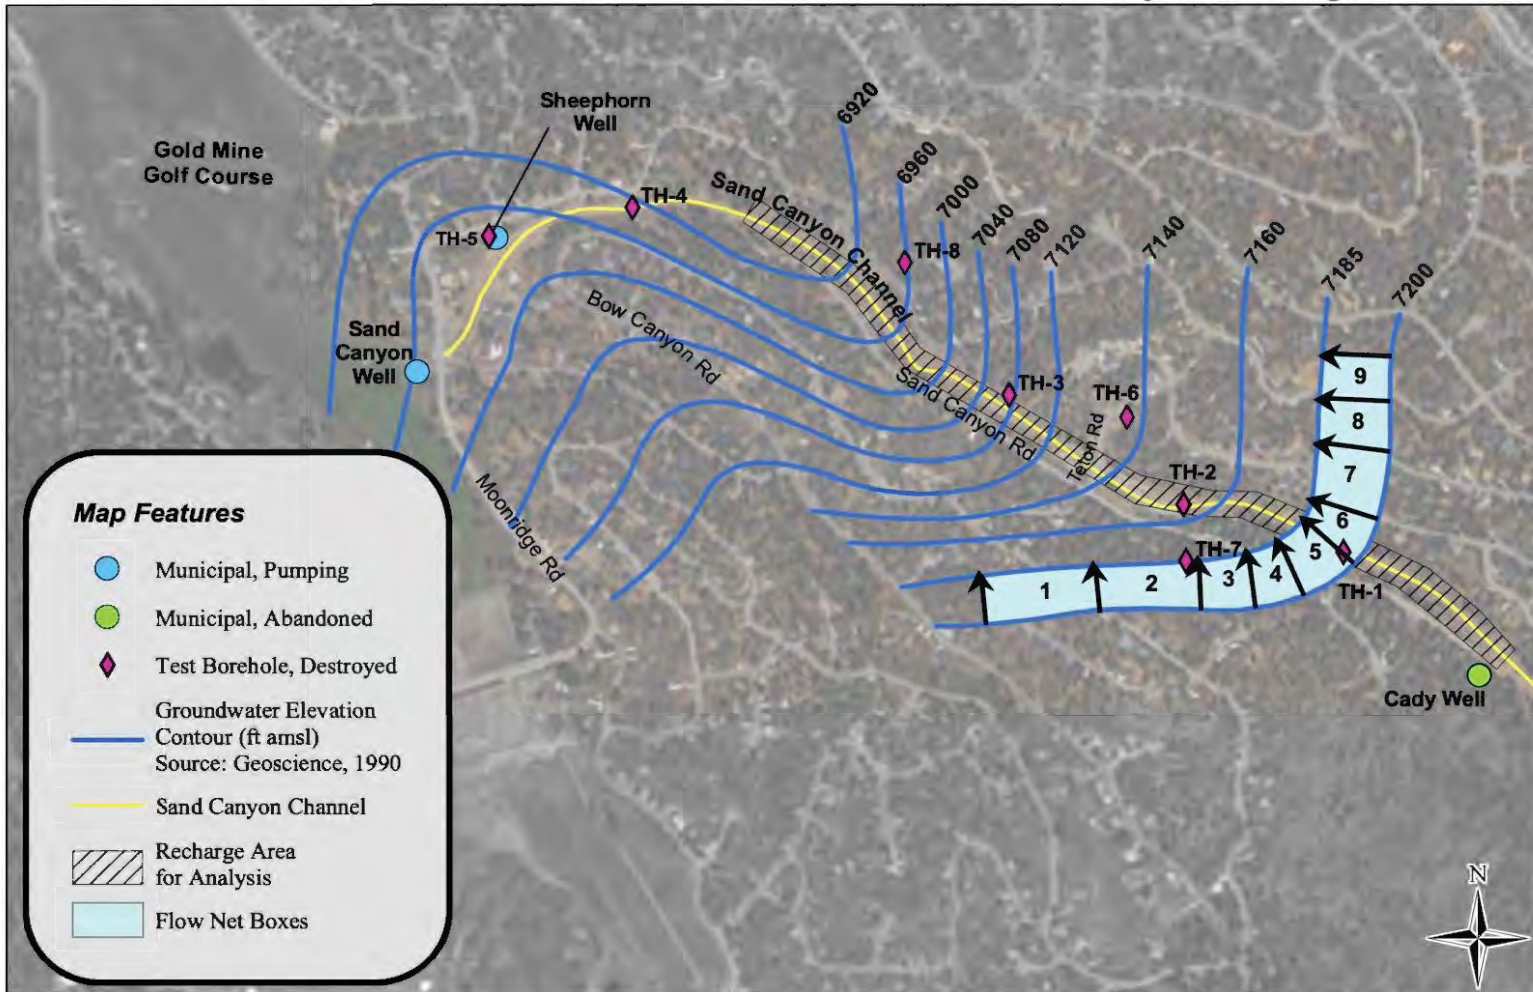 Sheephorn
Well
Gold Mine
Golf Course
6920
6960
7000
7040
7080
7120
7140
7160
7185
7200
TH-4
Sand Canyon Channel
TH-5
TH-8
Bow Canyon Rd
Sand
Canyon
Well
Sand Canyon Rd
TH-3
TH-6
Teton Rd
TH-2
Moonridge Rd
TH-7
TH-1
1
2
3
4
5
6
7
8
9
Cady Well
Map Features
Municipal, Pumping
Municipal, Abandoned
Test Borehole, Destroyed
Groundwater Elevation
Contour (ft amsl)
Source: Geoscience, 1990
Sand Canyon Channel
Recharge Area
for Analysis
Flow Net Boxes
N